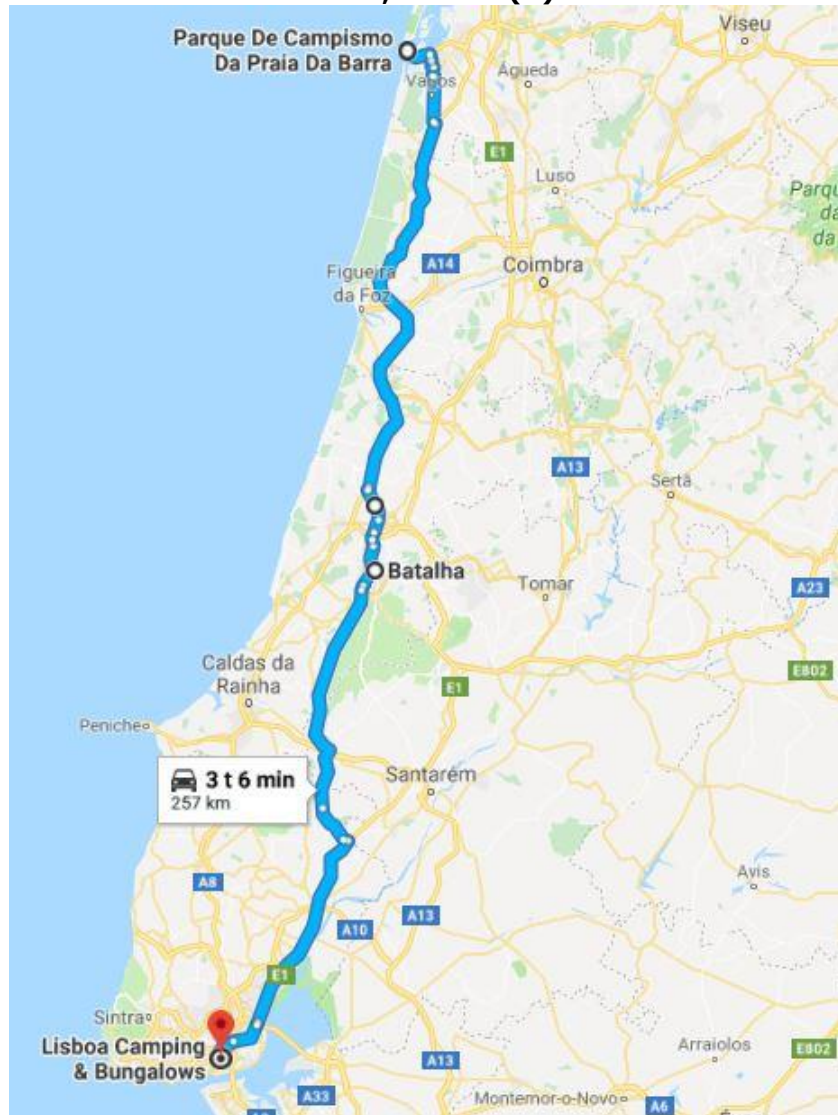 Parque De Campismo
Da Praia Da Barra
Viseu
Águeda
Vagos
E1
Luso
Parqu
da
da
A14
Coimbra
Figueira
da Foz
A13
Sertã
Batalha
Tomar
A23
Caldas da
Rainha
E802
E1
Peniche
3 t 6 min
257 km
Santarém
Avis
A8
A13
A10
E1
Sintra
Lisboa Camping
& Bungalows
Arraiolos
E802
A13
A33
Montemor-o-Novo
A6